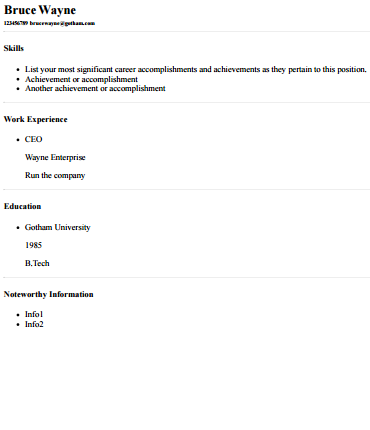 Bruce Wayne
123456789 brucewayne@gotham.com
Skills
• List your most significant career accomplishments and achievements as they pertain to this position.
• Achievement or accomplishment
• Another achievement or accomplishment
Work Experience
• CEO
Wayne Enterprise
Run the company
Education
• Gotham University
1985
B.Tech
Noteworthy Information
• Info1
• Info2